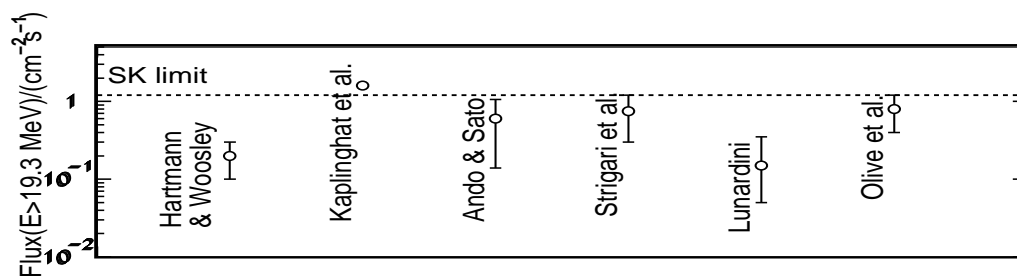 Flux(E>19.3 MeV)/(cm⁻²s⁻¹)
SK limit
1
10⁻¹
10⁻²
Hartmann
& Woosley
Kaplinghat et al.
Ando & Sato
Strigari et al.
Lunardini
Olive et al.